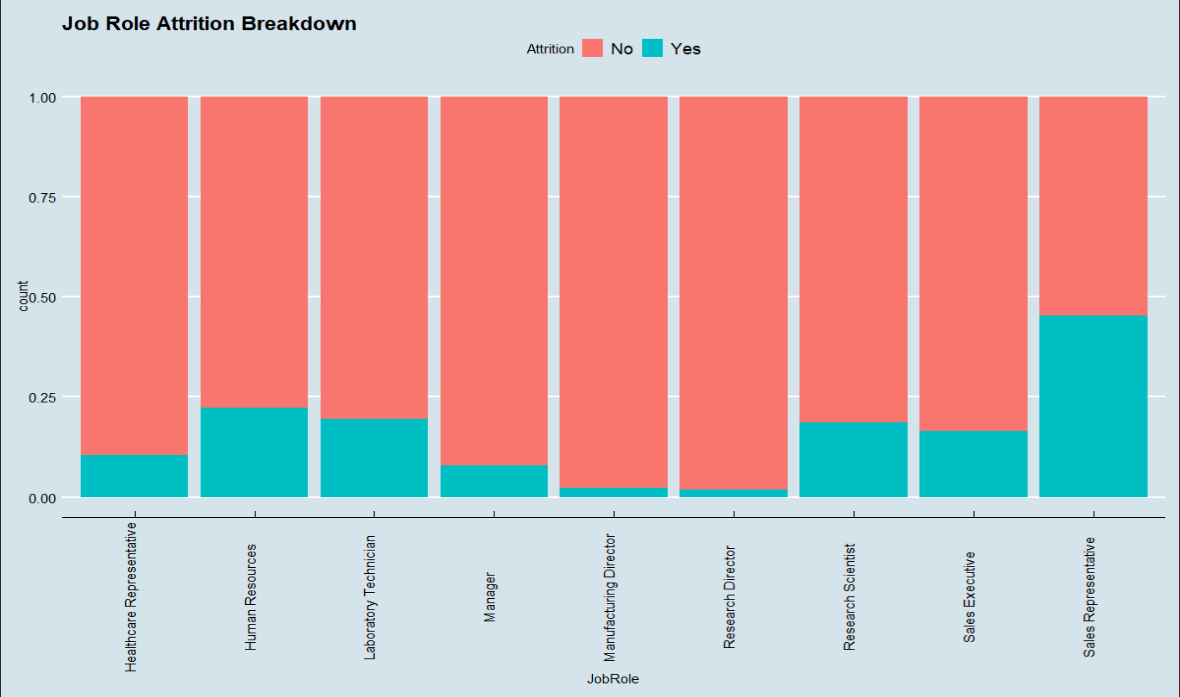 Job Role Attrition Breakdown
Attrition No Yes
1.00
0.75
0.50
0.25
0.00
count
Healthcare Representative
Human Resources
Laboratory Technician
Manager
Manufacturing Director
Research Director
Research Scientist
Sales Executive
Sales Representative
JobRole